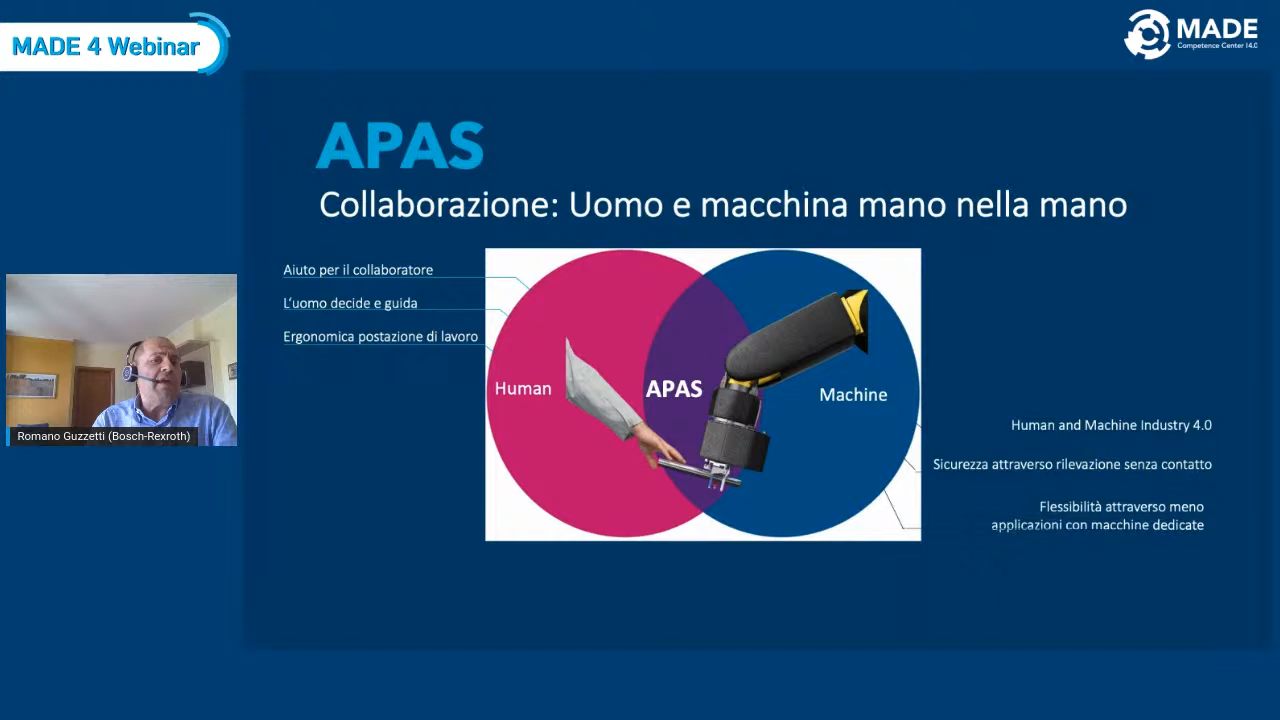 MADE 4 Webinar
MADE
Competence Center I4.0
APAS
Collaborazione: Uomo e macchina mano nella mano
Aiuto per il collaboratore
L'uomo decide e guida
Ergonomica postazione di lavoro
Human
APAS
Machine
Human and Machine Industry 4.0
Sicurezza attraverso rilevazione senza contatto
Flessibilità attraverso meno
applicazioni con macchine dedicate
Romano Guzzetti (Bosch-Rexroth)